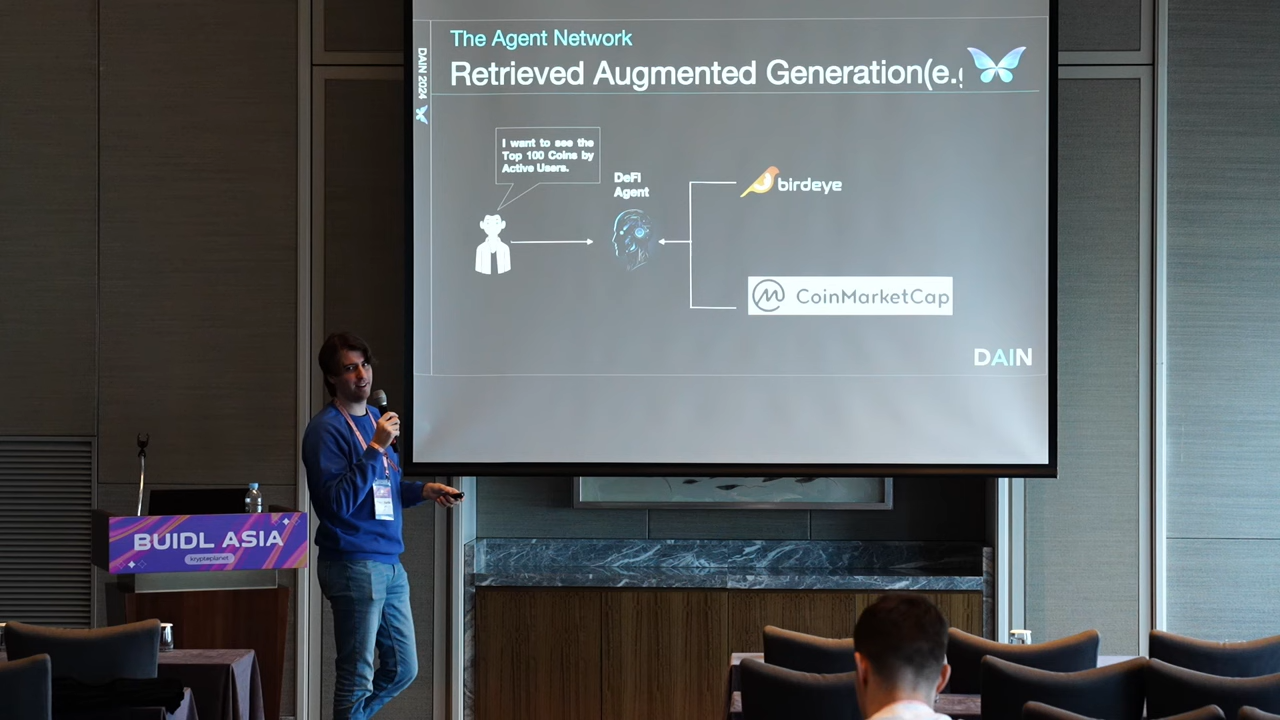 The Agent Network
Retrieved Augmented Generation(e.g
DAIN 2024
I want to see the
Top 100 Coins by
Active Users.
DeFi
Agent
birdeye
CoinMarketCap
DAIN
BUIDL ASIA
kryptoplanet